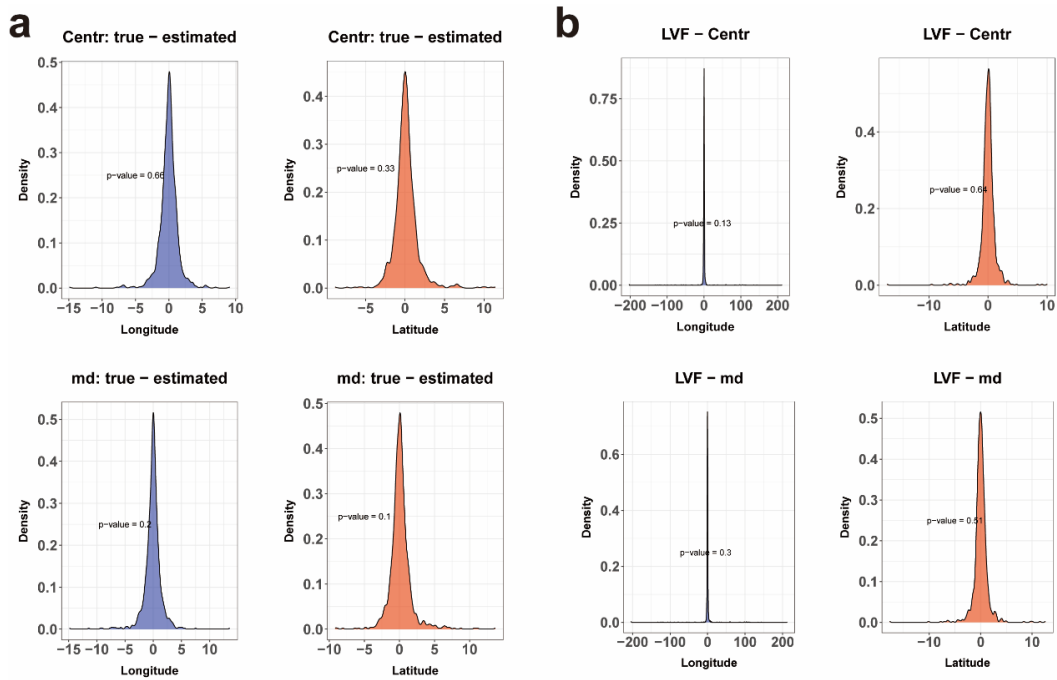 a
Centr: true − estimated
0.5
0.4
0.3
0.2
0.1
0.0
Density
p−value = 0.66
−15 −10 −5 0 5 10
Longitude
Centr: true − estimated
0.4
0.3
0.2
0.1
0.0
Density
p−value = 0.33
−5 0 5 10
Latitude
b
LVF − Centr
0.75
0.50
0.25
0.00
Density
p−value = 0.13
−200 −100 0 100 200
Longitude
LVF − Centr
0.4
0.2
0.0
Density
p−value = 0.64
−10 0 10
Latitude
md: true − estimated
0.5
0.4
0.3
0.2
0.1
0.0
Density
p−value = 0.2
−15 −10 −5 0 5 10
Longitude
md: true − estimated
0.5
0.4
0.3
0.2
0.1
0.0
Density
p−value = 0.1
−10 −5 0 5 10
Latitude
LVF − md
0.6
0.4
0.2
0.0
Density
p−value = 0.3
−200 −100 0 100 200
Longitude
LVF − md
0.5
0.4
0.3
0.2
0.1
0.0
Density
p−value = 0.51
−10 0 10
Latitude